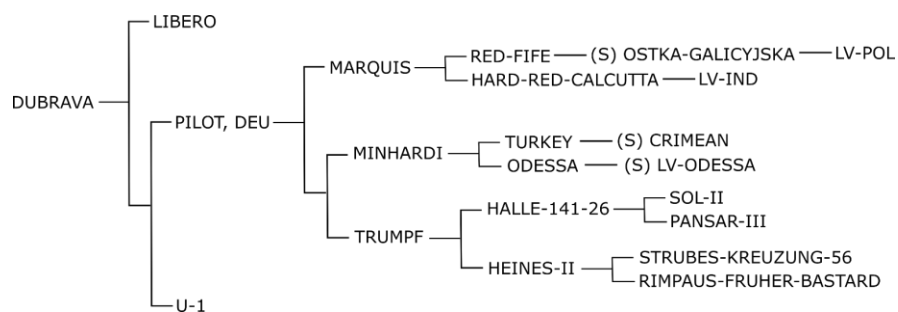 LIBERO
RED-FIFE (S) OSTKA-GALICYJSKA LV-POL
MARQUIS
HARD-RED-CALCUTTA LV-IND
DUBRAVA
PILOT, DEU
TURKEY (S) CRIMEAN
MINHARDI
ODESSA (S) LV-ODESSA
SOL-II
HALLE-141-26
PANSAR-III
TRUMPF
STRUBES-KREUZUNG-56
HEINES-II
RIMPAUS-FRUHER-BASTARD
U-1